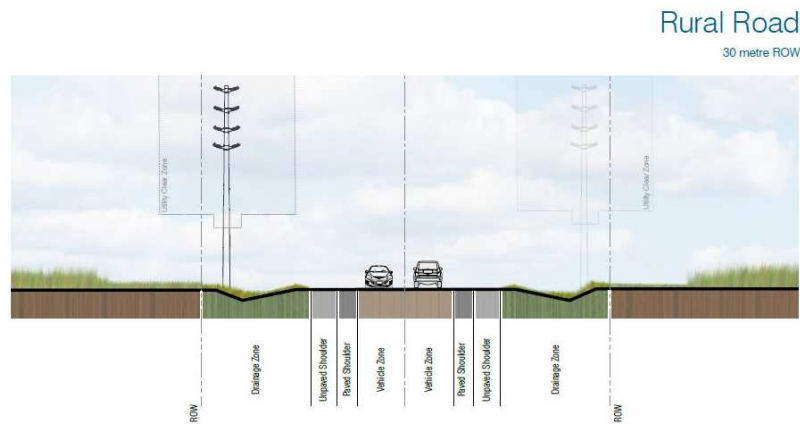 Rural Road
30 metre ROW
Utility Clear Zone
Utility Clear Zone
ROW
Drainage Zone
Unpaved Shoulder
Paved Shoulder
Vehicle Zone
Vehicle Zone
Paved Shoulder
Unpaved Shoulder
Drainage Zone
ROW